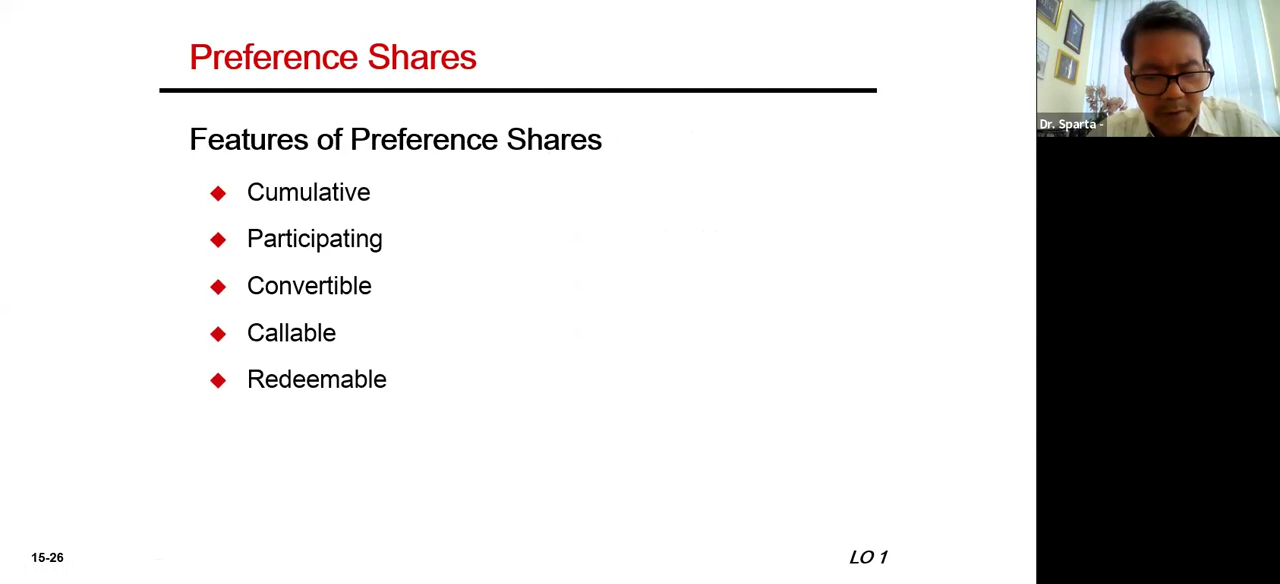 Preference Shares
Features of Preference Shares
Cumulative
Participating
Convertible
Callable
Redeemable
15-26
LO 1
Dr. Sparta -